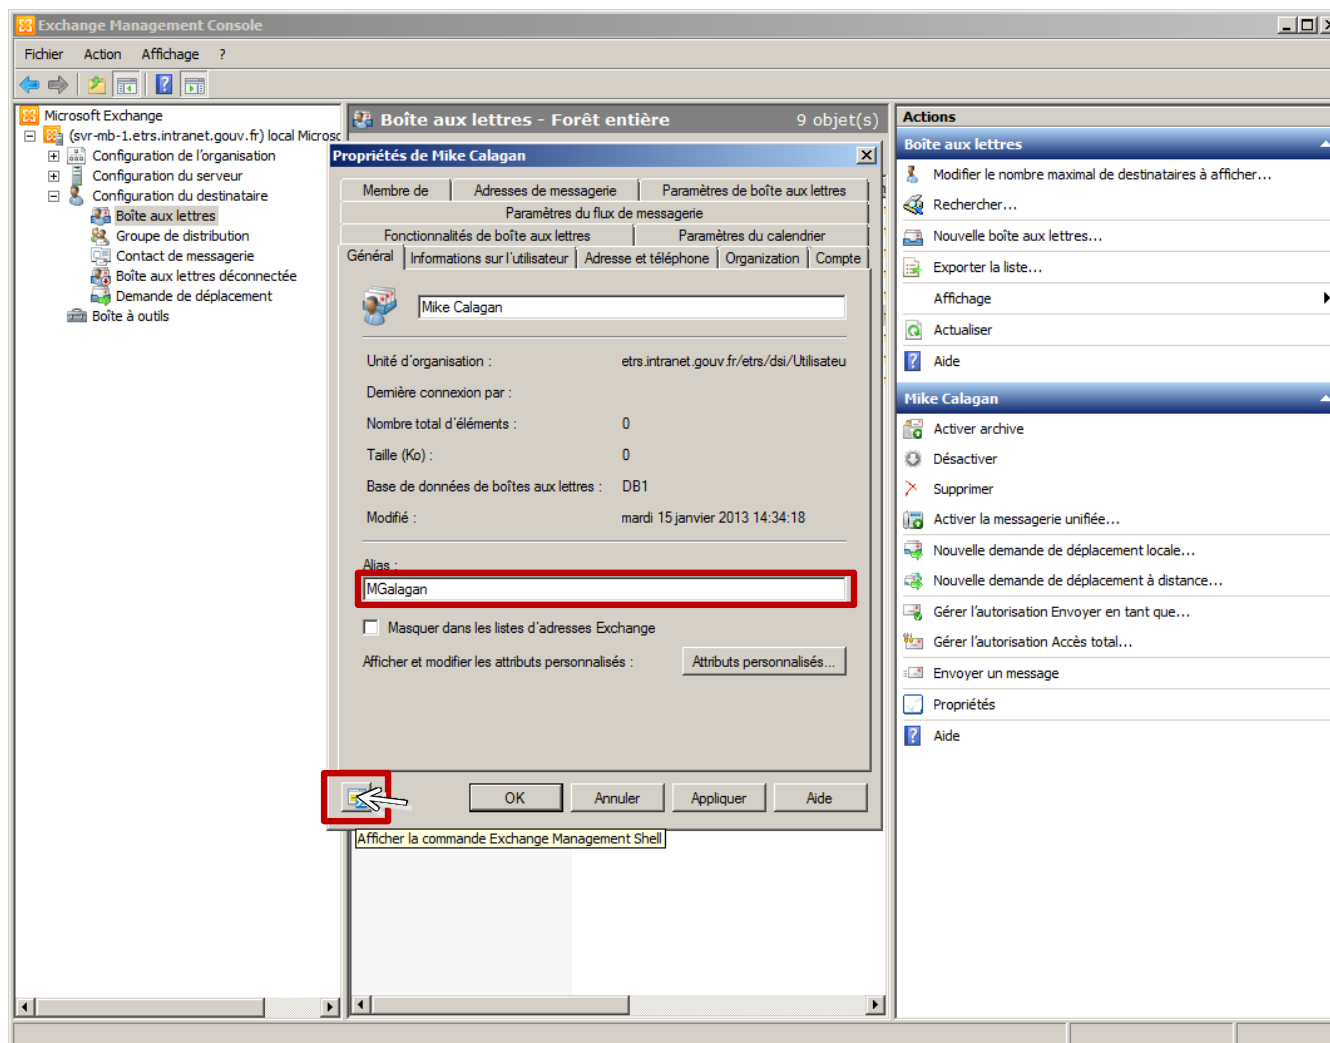 Exchange Management Console
Fichier Action Affichage ?
Microsoft Exchange
(svr-mb-1.etrs.intranet.gouv.fr) local Microsc
Configuration de l'organisation
Configuration du serveur
Configuration du destinataire
Boîte aux lettres
Groupe de distribution
Contact de messagerie
Boîte aux lettres déconnectée
Demande de déplacement
Boîte à outils
Boîte aux lettres - Forêt entière 9 objet(s)
Propriétés de Mike Calagan
Membre de Adresses de messagerie Paramètres de boîte aux lettres
Paramètres du flux de messagerie
Fonctionnalités de boîte aux lettres Paramètres du calendrier
Général Informations sur l'utilisateur Adresse et téléphone Organization Compte
Mike Calagan
Unité d'organisation : etrs.intranet.gouv.fr/etrs/dsi/Utilisateu
Dernière connexion par :
Nombre total d'éléments : 0
Taille (Ko) : 0
Base de données de boîtes aux lettres : DB1
Modifié : mardi 15 janvier 2013 14:34:18
Alias :
MGalagan
Masquer dans les listes d'adresses Exchange
Afficher et modifier les attributs personnalisés : Attributs personnalisés...
OK Annuler Appliquer Aide
Afficher la commande Exchange Management Shell
Actions
Boîte aux lettres
Modifier le nombre maximal de destinataires à afficher...
Rechercher...
Nouvelle boîte aux lettres...
Exporter la liste...
Affichage
Actualiser
Aide
Mike Calagan
Activer archive
Désactiver
Supprimer
Activer la messagerie unifiée...
Nouvelle demande de déplacement locale...
Nouvelle demande de déplacement à distance...
Gérer l'autorisation Envoyer en tant que...
Gérer l'autorisation Accès total...
Envoyer un message
Propriétés
Aide